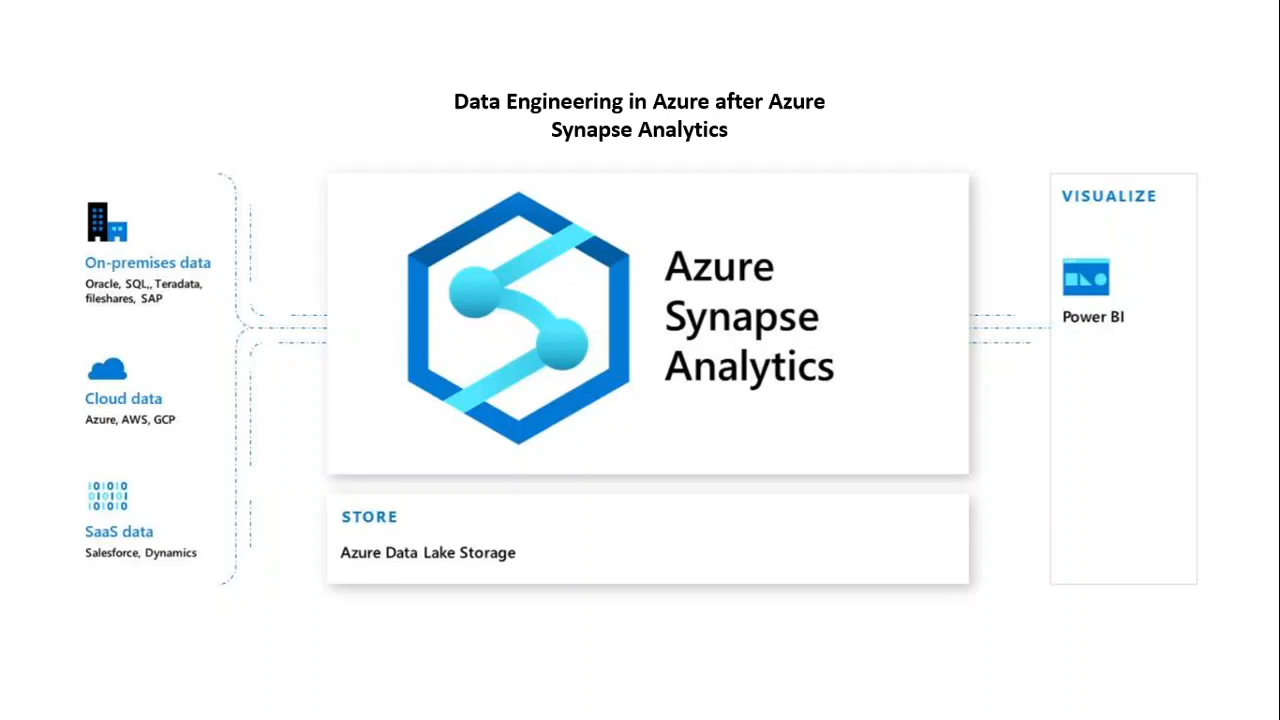 Data Engineering in Azure after Azure
Synapse Analytics
On-premises data
Oracle, SQL,, Teradata,
fileshares, SAP
Cloud data
Azure, AWS, GCP
SaaS data
Salesforce, Dynamics
Azure
Synapse
Analytics
STORE
Azure Data Lake Storage
VISUALIZE
Power BI